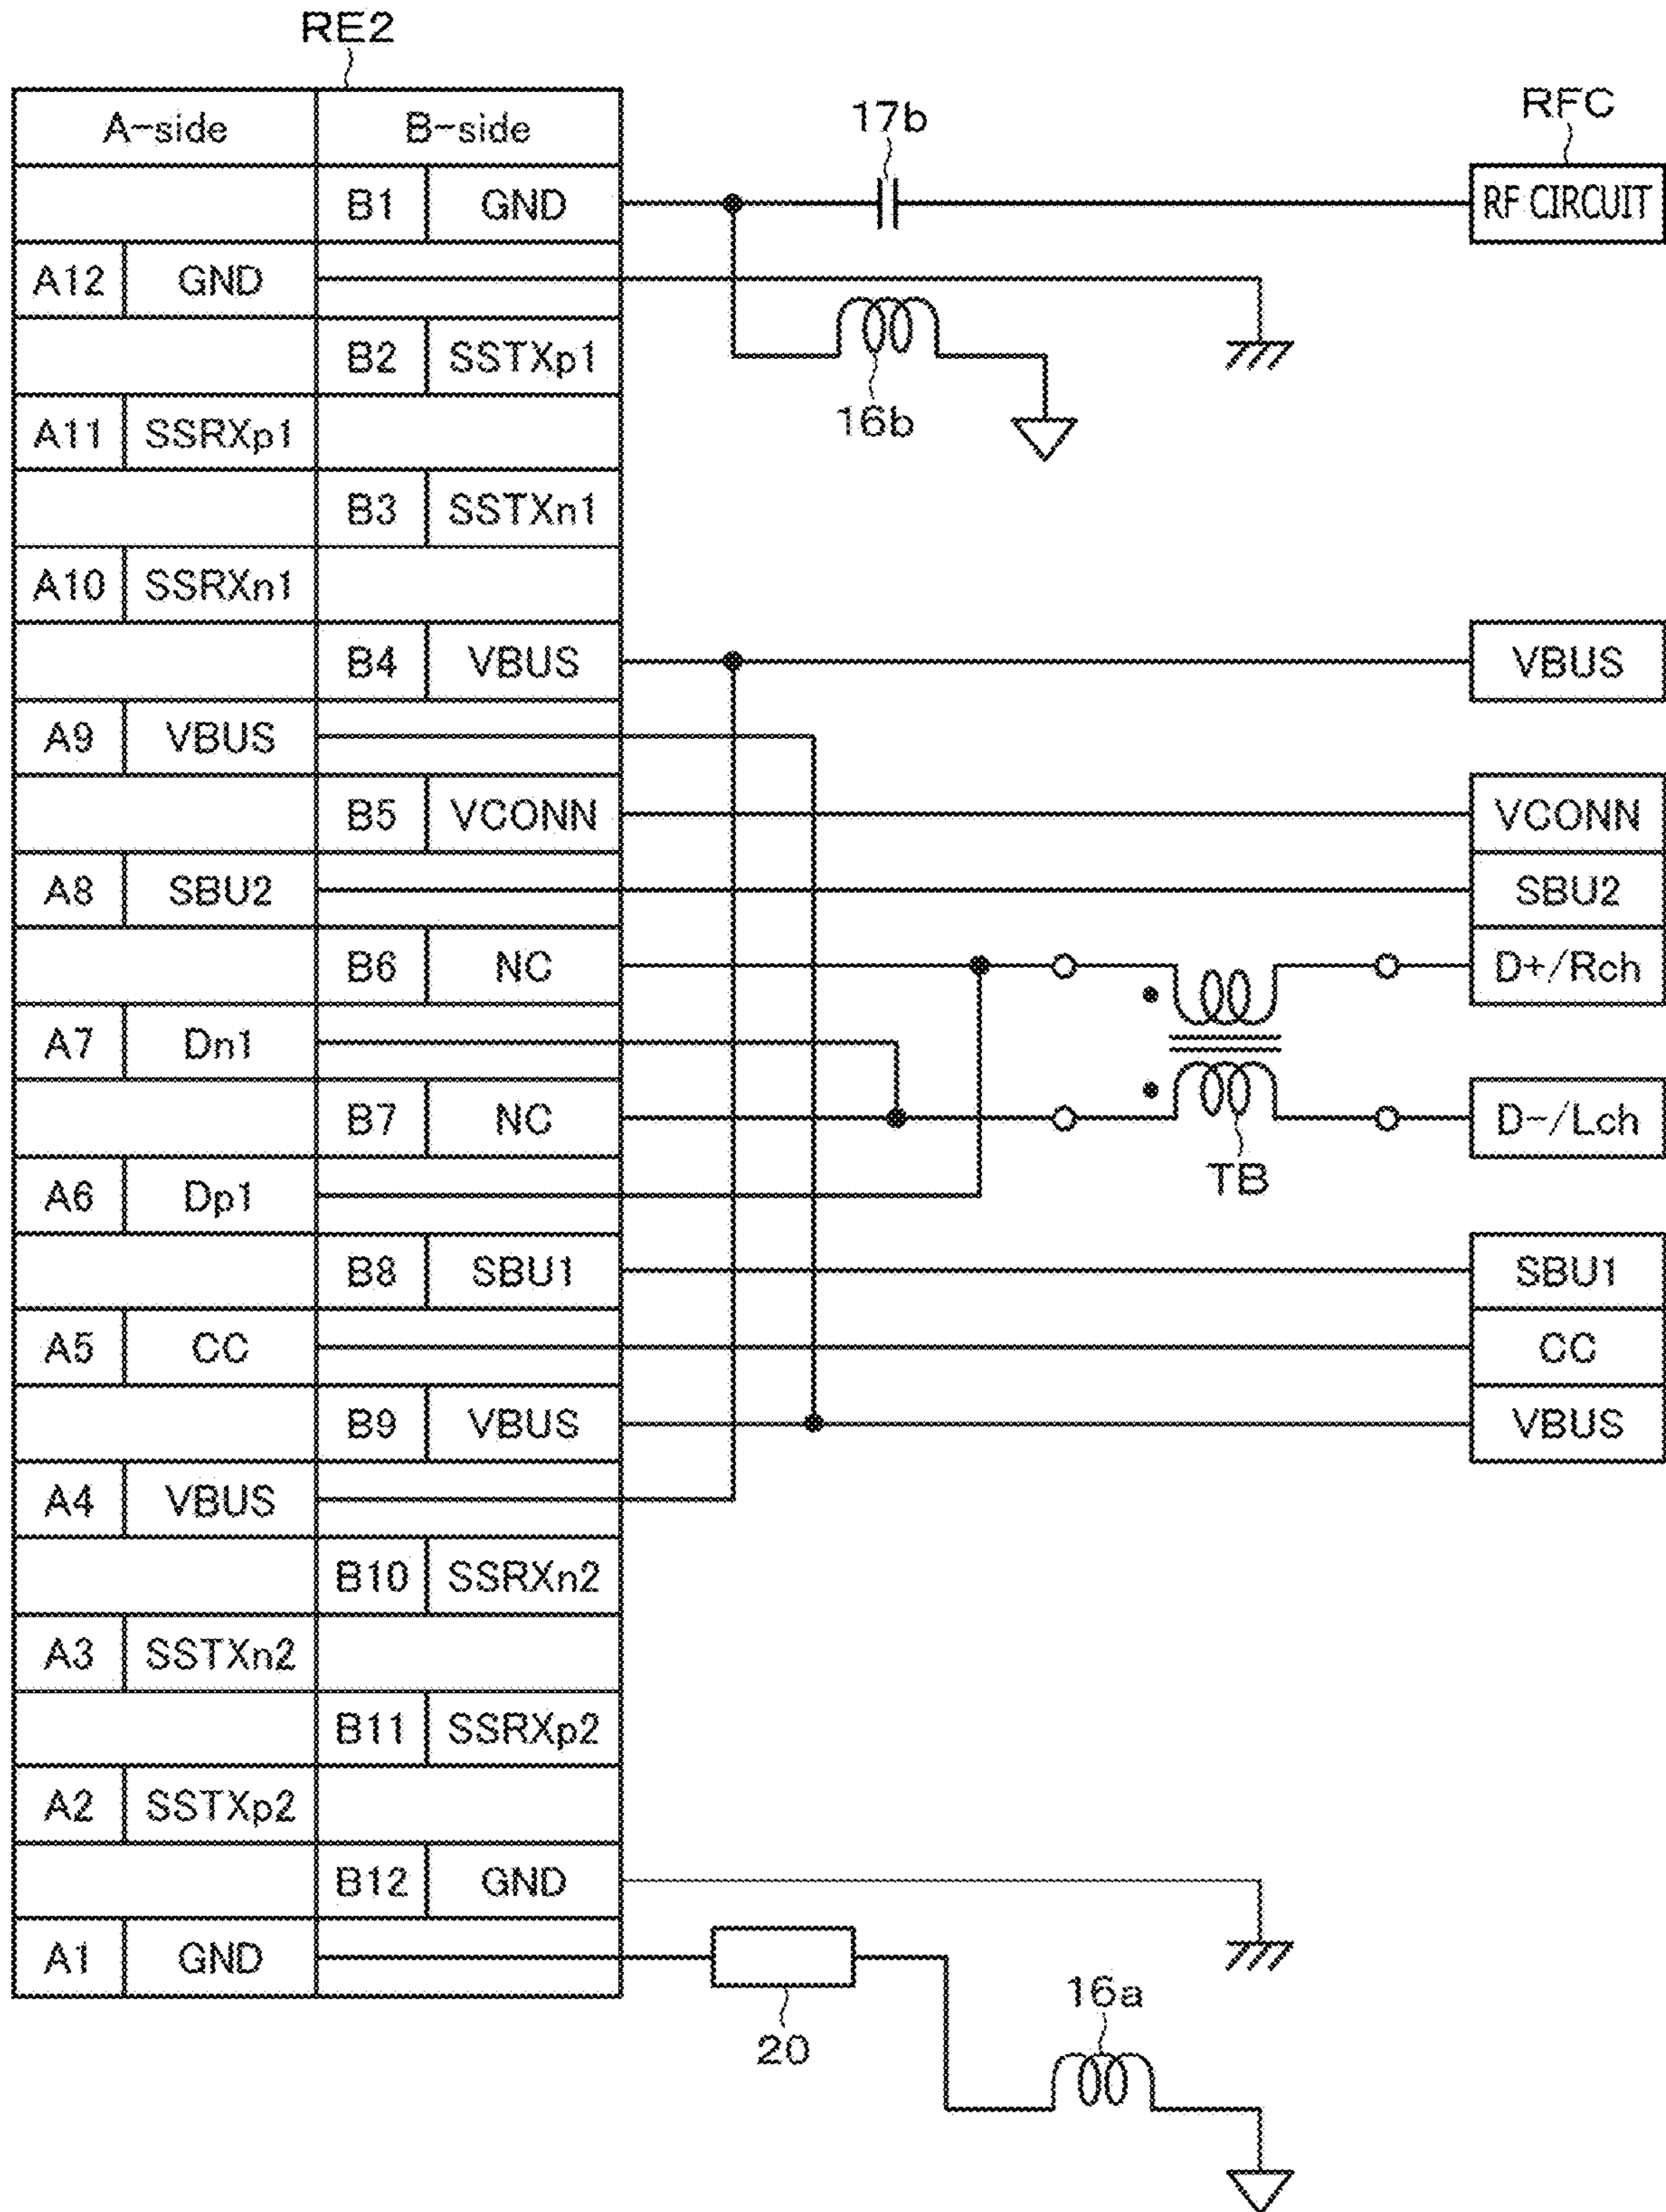 RE2
A-side B-side 17b RFC
B1 GND RF CIRCUIT
A12 GND
B2 SSTXp1
16b
A11 SSRXp1
B3 SSTXn1
A10 SSRXn1
B4 VBUS VBUS
A9 VBUS
B5 VCONN VCONN
A8 SBU2 SBU2
B6 NC D+/Rch
A7 Dn1
B7 NC D-/Lch
TB
A6 Dp1
B8 SBU1 SBU1
A5 CC CC
B9 VBUS VBUS
A4 VBUS
B10 SSRXn2
A3 SSTXn2
B11 SSRXp2
A2 SSTXp2
B12 GND
A1 GND
16a
20